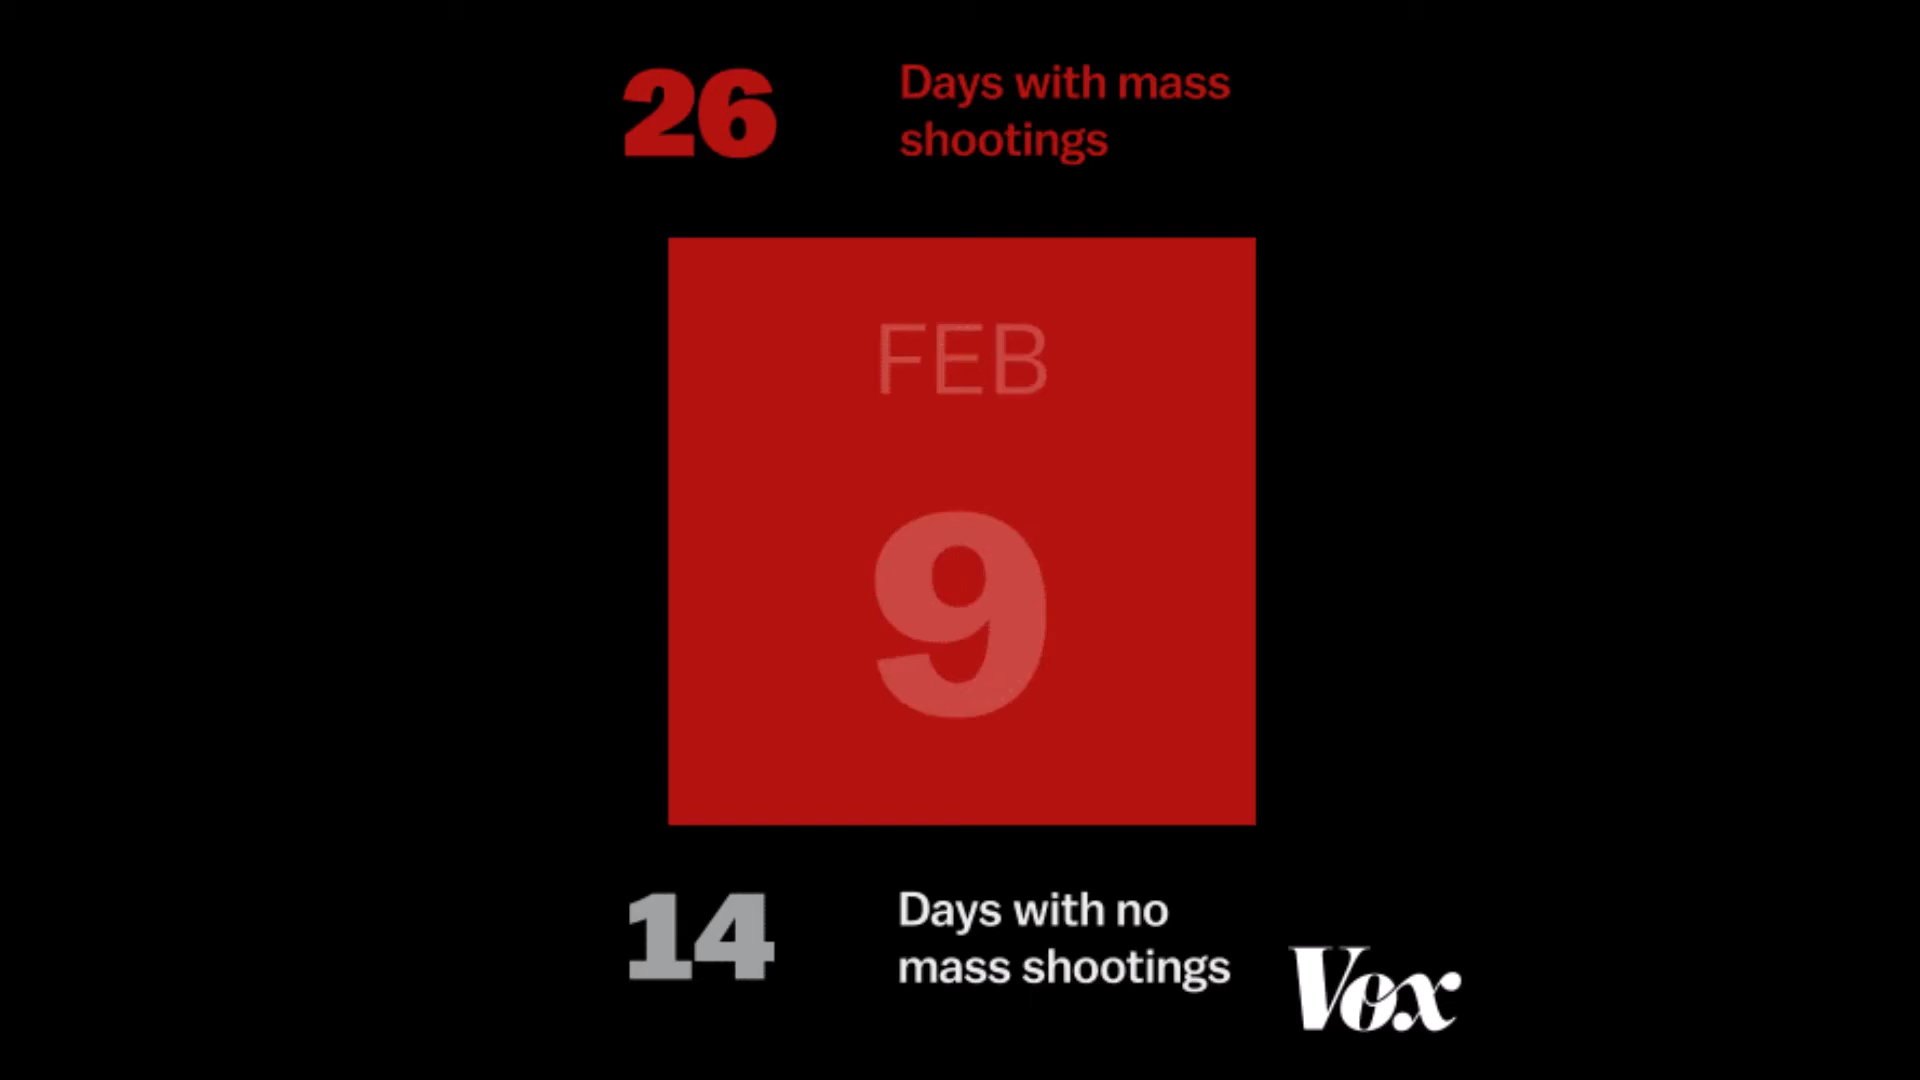 26
Days with mass
shootings
FEB
9
14
Days with no
mass shootings
Vox